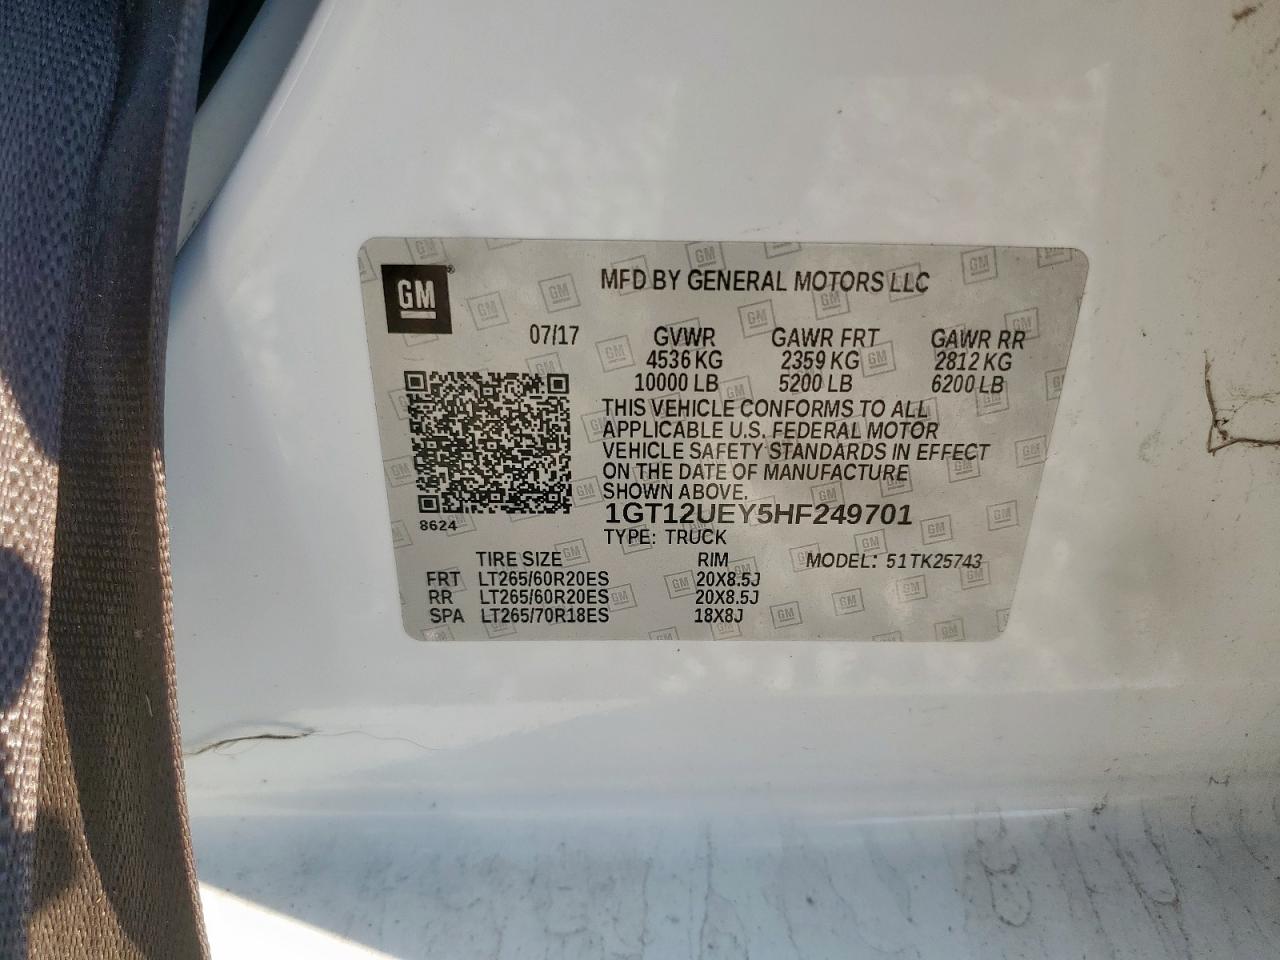 GM
MFD BY GENERAL MOTORS LLC
07/17 GVWR GAWR FRT GAWR RR
4536 KG 2359 KG 2812 KG
10000 LB 5200 LB 6200 LB
THIS VEHICLE CONFORMS TO ALL
APPLICABLE U.S. FEDERAL MOTOR
VEHICLE SAFETY STANDARDS IN EFFECT
ON THE DATE OF MANUFACTURE
SHOWN ABOVE.
8624
1GT12UEY5HF249701
TYPE: TRUCK
TIRE SIZE RIM MODEL: 51TK25743
FRT LT265/60R20ES 20X8.5J
RR LT265/60R20ES 20X8.5J
SPA LT265/70R18ES 18X8J